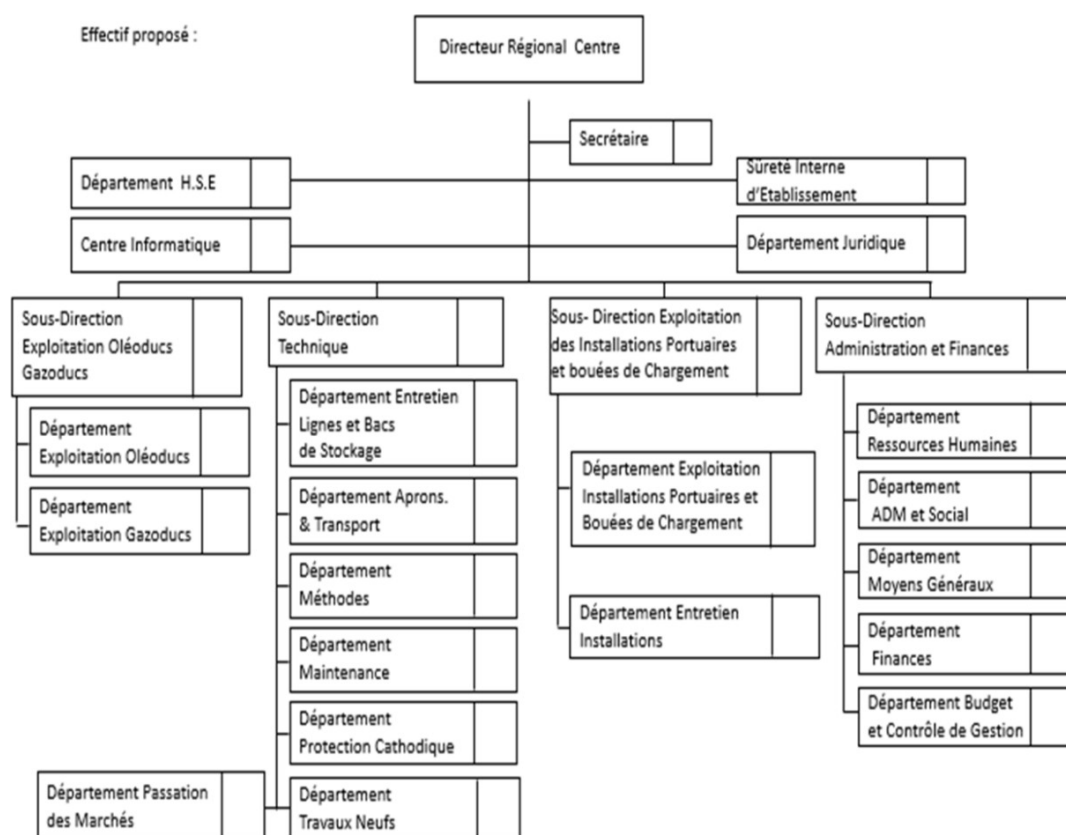 Effectif proposé :
Directeur Régional Centre
Secrétaire
Département H.S.E
Sûreté Interne
d'Etablissement
Centre Informatique
Département Juridique
Sous-Direction
Exploitation Oléoducs
Gazoducs
Sous-Direction
Technique
Sous- Direction Exploitation
des Installations Portuaires
et bouées de Chargement
Sous-Direction
Administration et Finances
Département
Exploitation Oléoducs
Département
Exploitation Gazoducs
Département Entretien
Lignes et Bacs
de Stockage
Département Aprons.
& Transport
Département
Méthodes
Département
Maintenance
Département
Protection Cathodique
Département Passation
des Marchés
Département
Travaux Neufs
Département Exploitation
Installations Portuaires et
Bouées de Chargement
Département Entretien
Installations
Département
Ressources Humaines
Département
ADM et Social
Département
Moyens Généraux
Département
Finances
Département Budget
et Contrôle de Gestion